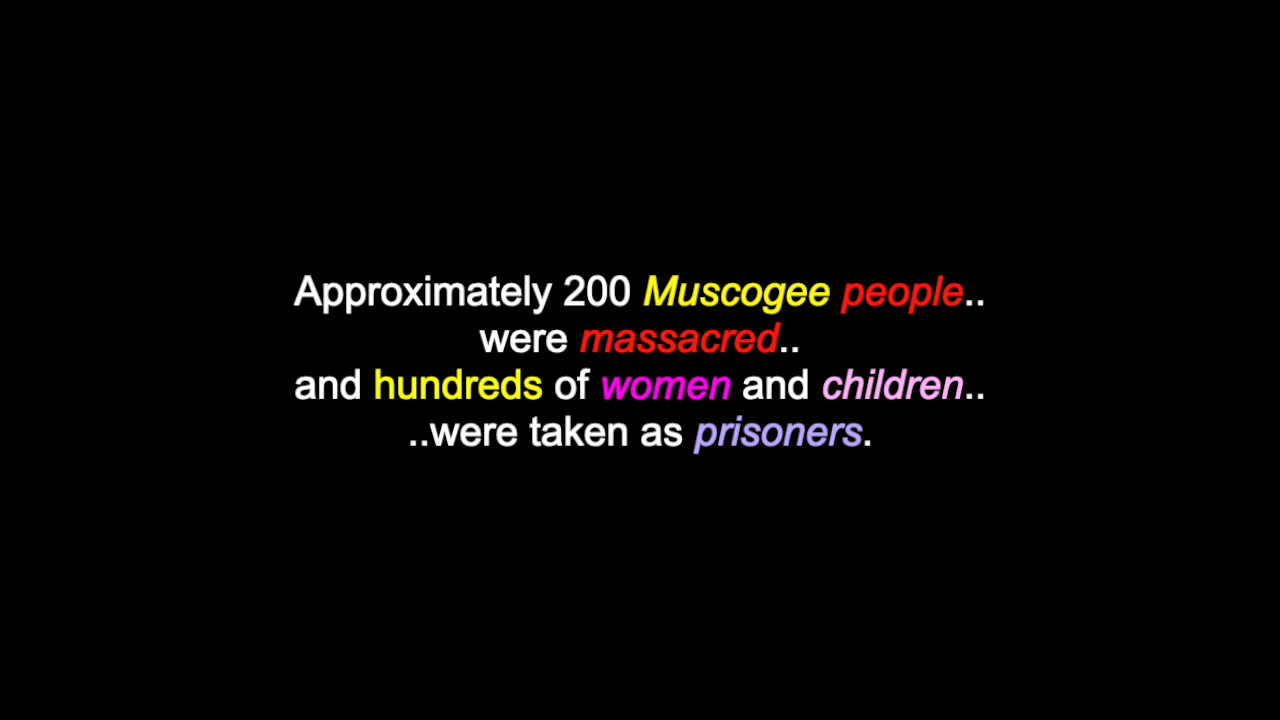 Approximately 200 Muscogee people..
were massacred..
and hundreds of women and children..
..were taken as prisoners.